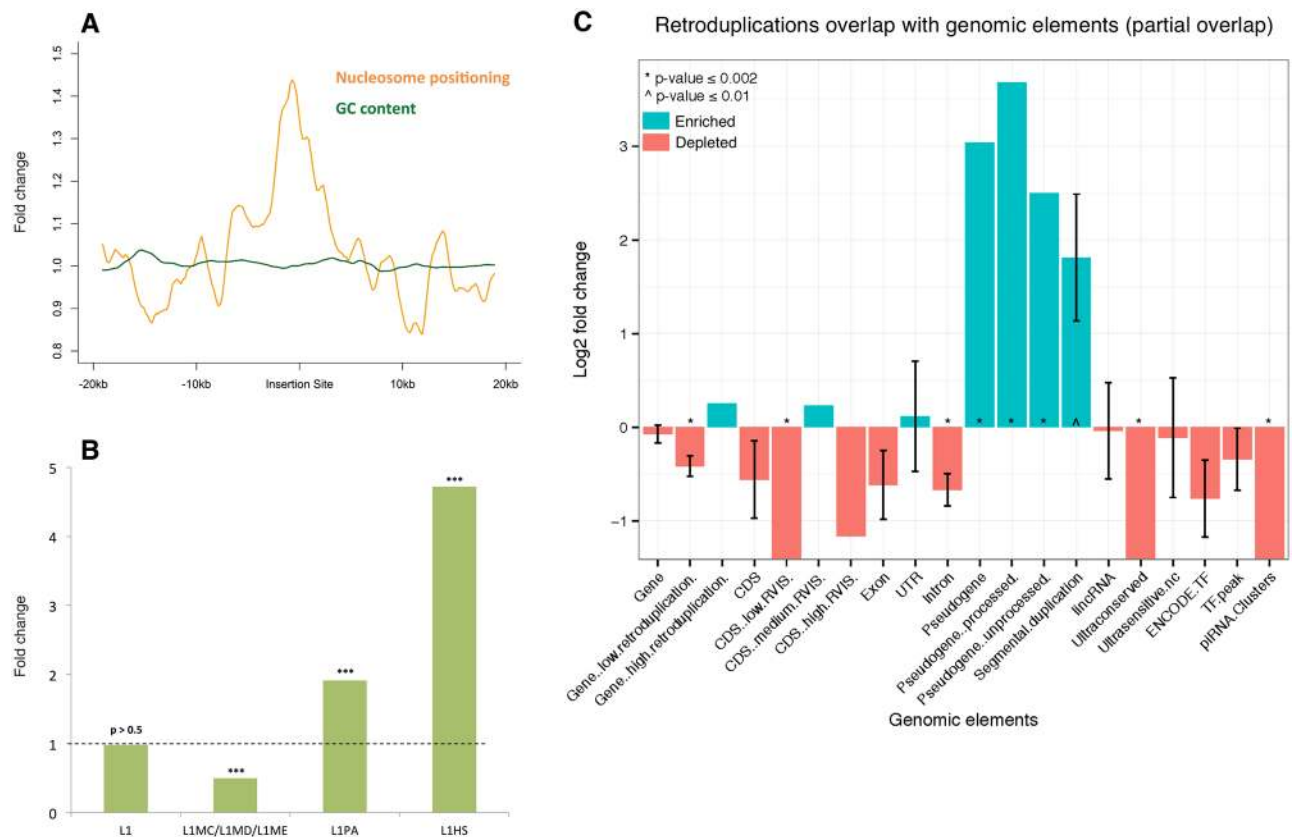 A
Fold change
1.5
1.4
1.3
1.2
1.1
1.0
0.9
0.8
Nucleosome positioning
GC content
-20kb
-10kb
Insertion Site
10kb
20kb
B
Fold change
5
4
3
2
1
0
p > 0.5
***
***
***
L1
L1MC/L1MD/L1ME
L1PA
L1HS
C
Retroduplications overlap with genomic elements (partial overlap)
* p-value ≤ 0.002
^ p-value ≤ 0.01
Enriched
Depleted
Log2 fold change
3
2
1
0
−1
* * * * * * ^ * *
Gene
Gene..low.retroduplication.
Gene..high.retroduplication.
CDS
CDS..low.RVIS.
CDS..medium.RVIS.
CDS..high.RVIS.
Exon
UTR
Intron
Pseudogene
Pseudogene..processed.
Pseudogene..unprocessed.
Segmental.duplication
lincRNA
Ultraconserved
Ultrasensitive.nc
ENCODE.TF
TF.peak
piRNA.Clusters
Genomic elements